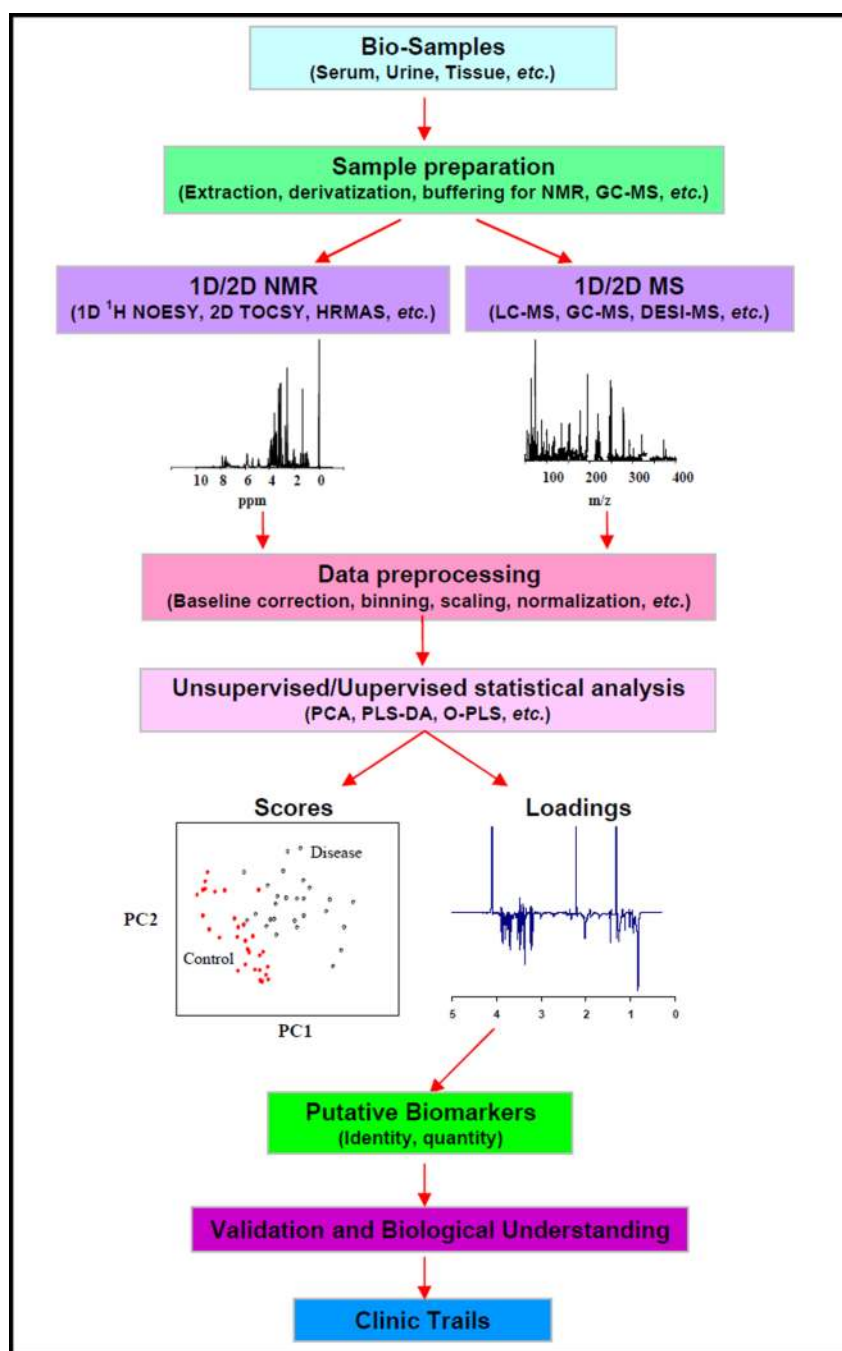 Bio-Samples
(Serum, Urine, Tissue, etc.)
Sample preparation
(Extraction, derivatization, buffering for NMR, GC-MS, etc.)
1D/2D NMR
(1D ¹H NOESY, 2D TOCSY, HRMAS, etc.)
1D/2D MS
(LC-MS, GC-MS, DESI-MS, etc.)
10 8 6 4 2 0
ppm
100 200 300 400
m/z
Data preprocessing
(Baseline correction, binning, scaling, normalization, etc.)
Unsupervised/Uupervised statistical analysis
(PCA, PLS-DA, O-PLS, etc.)
Scores
Disease
PC2
Control
PC1
Loadings
5 4 3 2 1 0
Putative Biomarkers
(Identity, quantity)
Validation and Biological Understanding
Clinic Trails